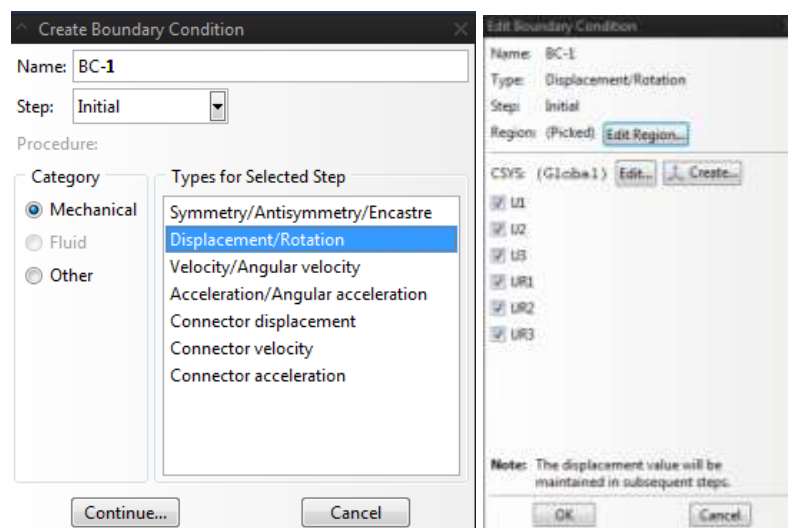 Create Boundary Condition
Name: BC-1
Step: Initial
Procedure:
Category
Mechanical
Fluid
Other
Types for Selected Step
Symmetry/Antisymmetry/Encastre
Displacement/Rotation
Velocity/Angular velocity
Acceleration/Angular acceleration
Connector displacement
Connector velocity
Connector acceleration
Continue...
Cancel
Edit Boundary Condition
Name: BC-1
Type: Displacement/Rotation
Step: Initial
Region: (Picked) Edit Region...
CSYS: (Global) Edit... Create...
U1
U2
U3
UR1
UR2
UR3
Note: The displacement value will be
maintained in subsequent steps.
OK
Cancel